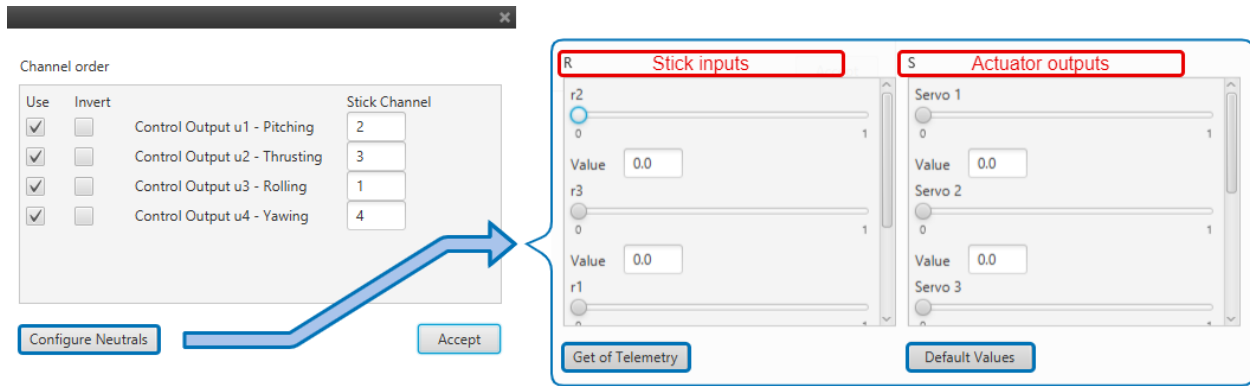 Channel order
Use Invert Stick Channel
Control Output u1 - Pitching 2
Control Output u2 - Thrusting 3
Control Output u3 - Rolling 1
Control Output u4 - Yawing 4
Configure Neutrals Accept
R Stick inputs
r2
0 1
Value 0.0
r3
0 1
Value 0.0
r1
Get of Telemetry
S Actuator outputs
Servo 1
0 1
Value 0.0
Servo 2
0 1
Value 0.0
Servo 3
Default Values